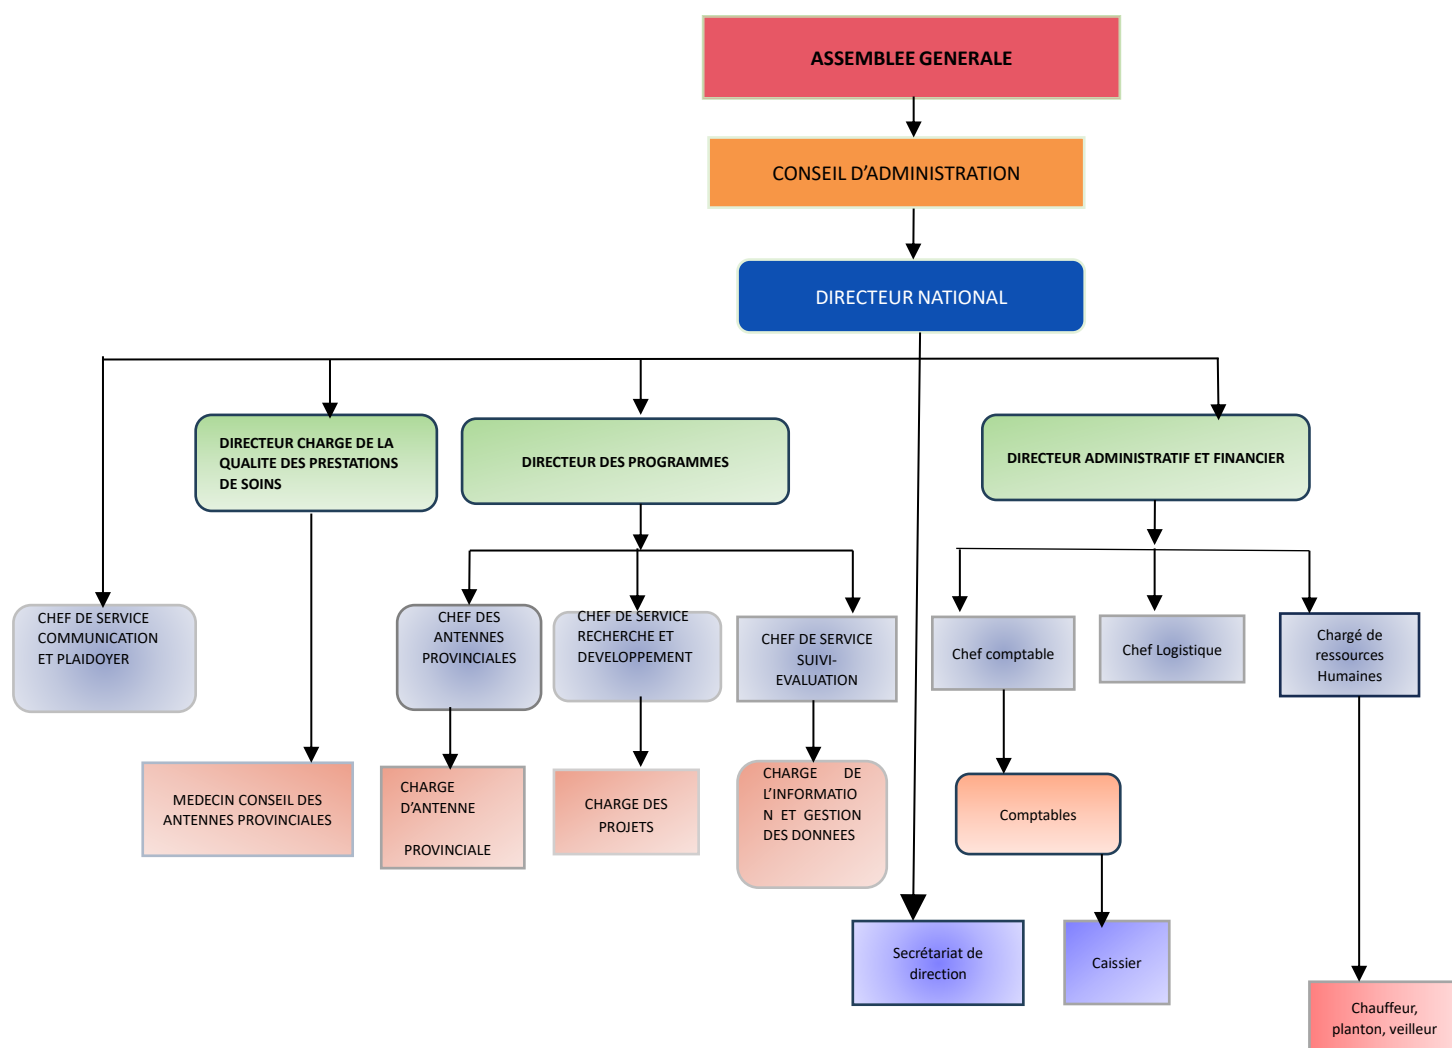 ASSEMBLEE GENERALE
CONSEIL D'ADMINISTRATION
DIRECTEUR NATIONAL
DIRECTEUR CHARGE DE LA
QUALITE DES PRESTATIONS
DE SOINS
DIRECTEUR DES PROGRAMMES
DIRECTEUR ADMINISTRATIF ET FINANCIER
CHEF DE SERVICE
COMMUNICATION
ET PLAIDOYER
CHEF DES
ANTENNES
PROVINCIALES
CHEF DE SERVICE
RECHERCHE ET
DEVELOPPEMENT
CHEF DE SERVICE
SUIVI-
EVALUATION
Chef comptable
Chef Logistique
Chargé de
ressources
Humaines
MEDECIN CONSEIL DES
ANTENNES PROVINCIALES
CHARGE
D'ANTENNE
PROVINCIALE
CHARGE DES
PROJETS
CHARGE DE
L'INFORMATIO
N ET GESTION
DES DONNEES
Comptables
Secrétariat de
direction
Caissier
Chauffeur,
planton, veilleur